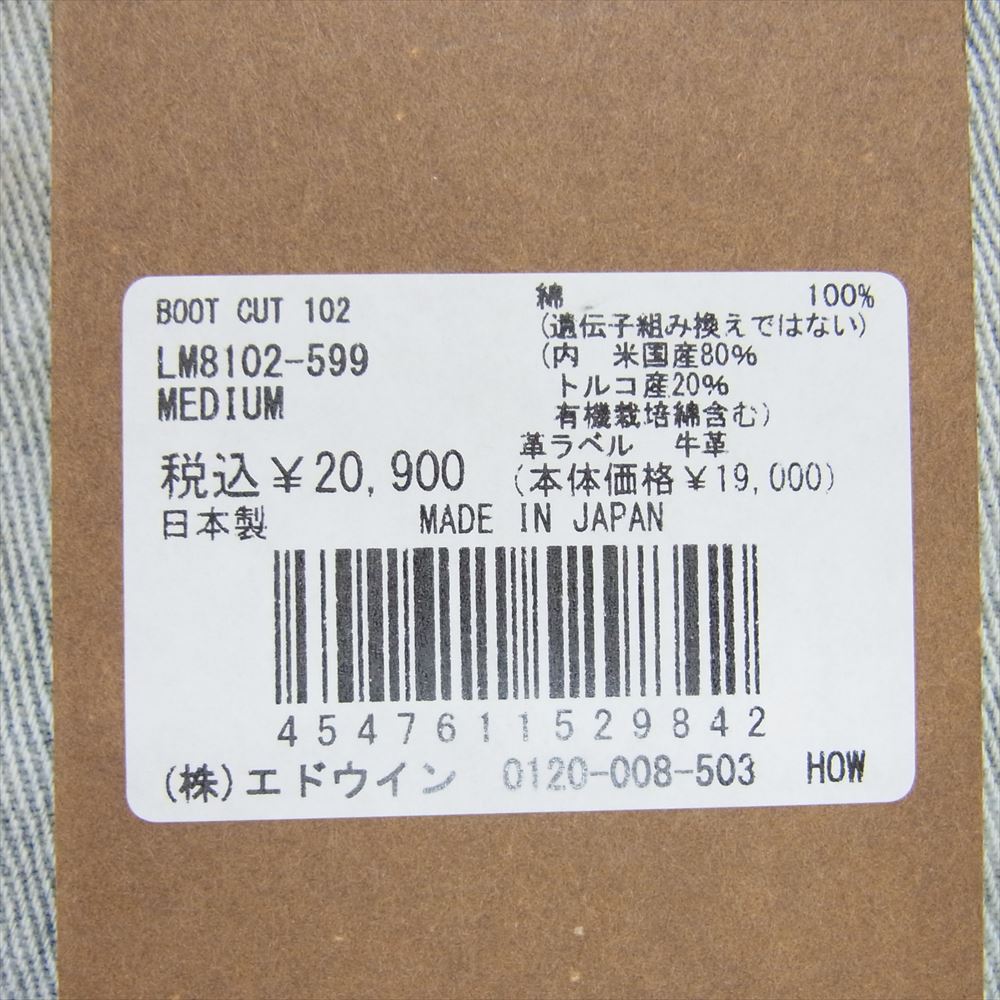 BOOT CUT 102
LM8102-599
MEDIUM
綿 100%
(遺伝子組み換えではない)
(内 米国産80%
トルコ産20%
有機栽培綿含む)
革ラベル 牛革
税込¥20,900 (本体価格¥19,000)
日本製 MADE IN JAPAN
4547611529842
(株)エドウイン 0120-008-503 HOW